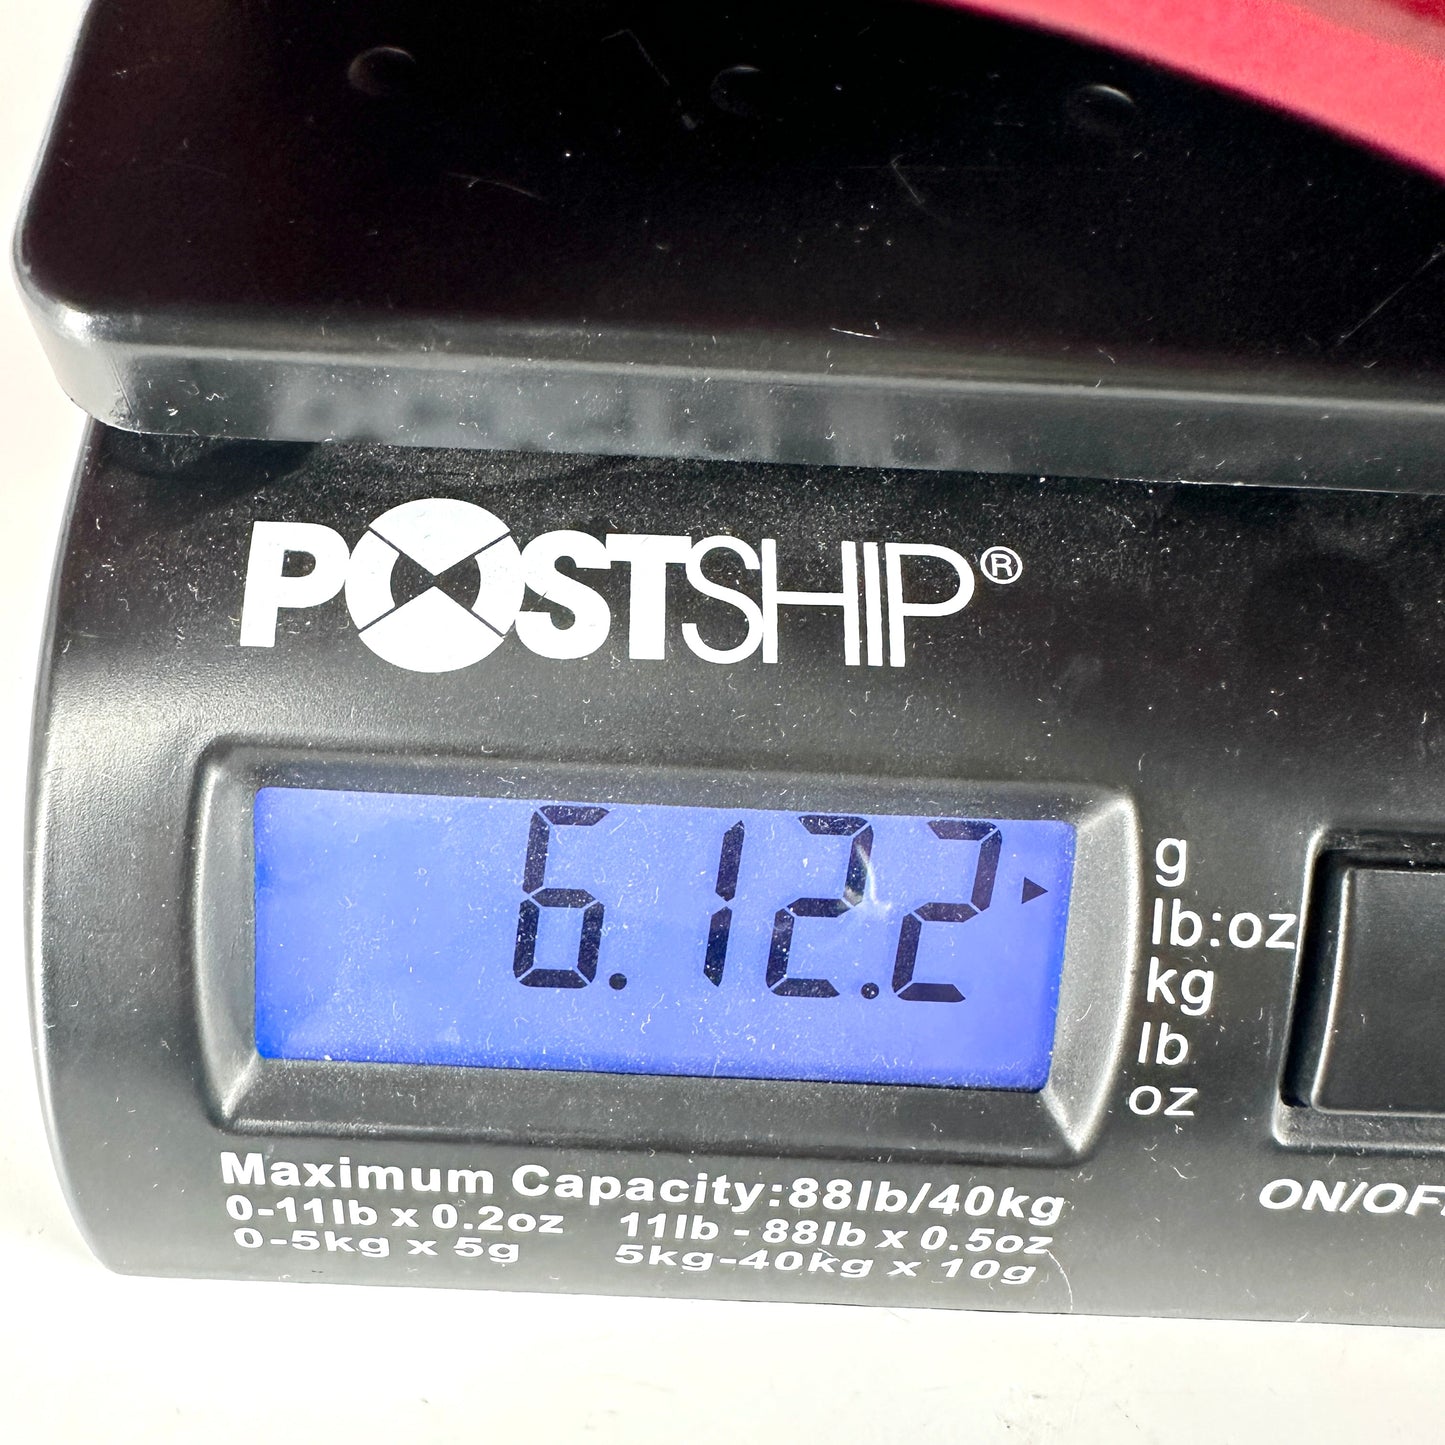 POSTSHIP®
6.12.2
g
lb:oz
kg
lb
oz
ON/OF
Maximum Capacity:88lb/40kg
0-11lb x 0.2oz 11lb - 88lb x 0.5oz
0-5kg x 5g 5kg-40kg x 10g